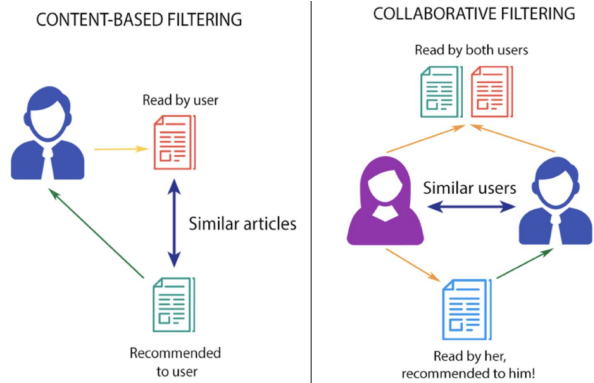 CONTENT-BASED FILTERING
Read by user
Similar articles
Recommended
to user
COLLABORATIVE FILTERING
Read by both users
Similar users
Read by her,
recommended to him!